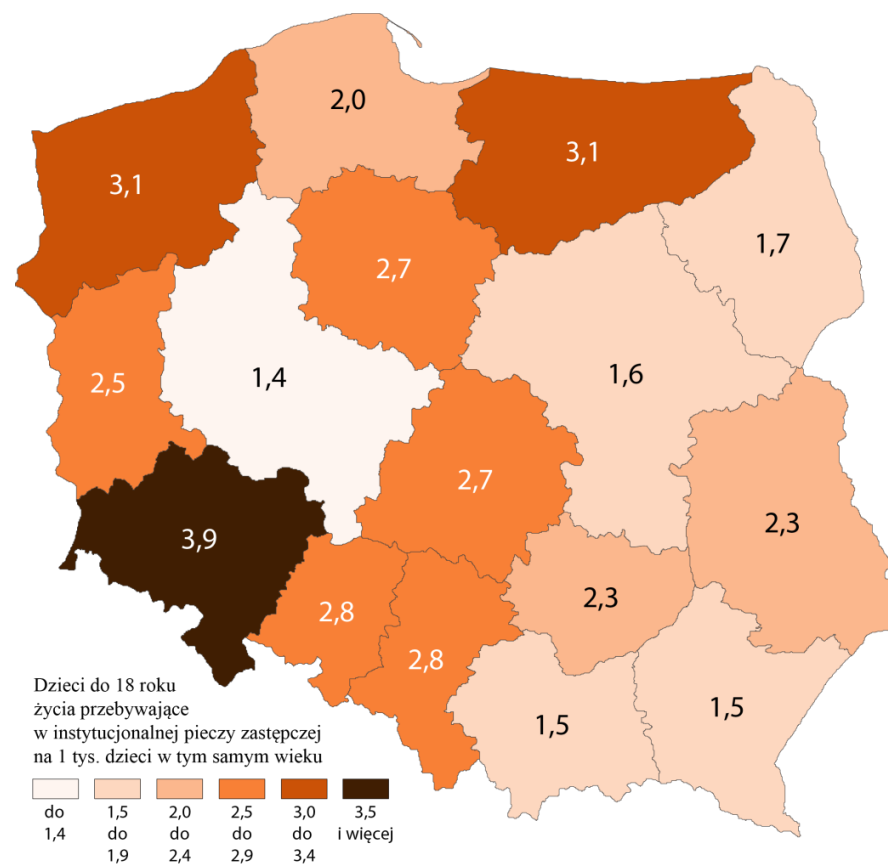 2,0
3,1
3,1
1,7
2,7
1,6
1,4
2,5
2,7
2,3
3,9
2,3
2,8
2,8
1,5
1,5
Dzieci do 18 roku
życia przebywające
w instytucjonalnej pieczy zastępczej
na 1 tys. dzieci w tym samym wieku
do 1,5 2,0 2,5 3,0 3,5
1,4 do do do do i więcej
1,9 2,4 2,9 3,4